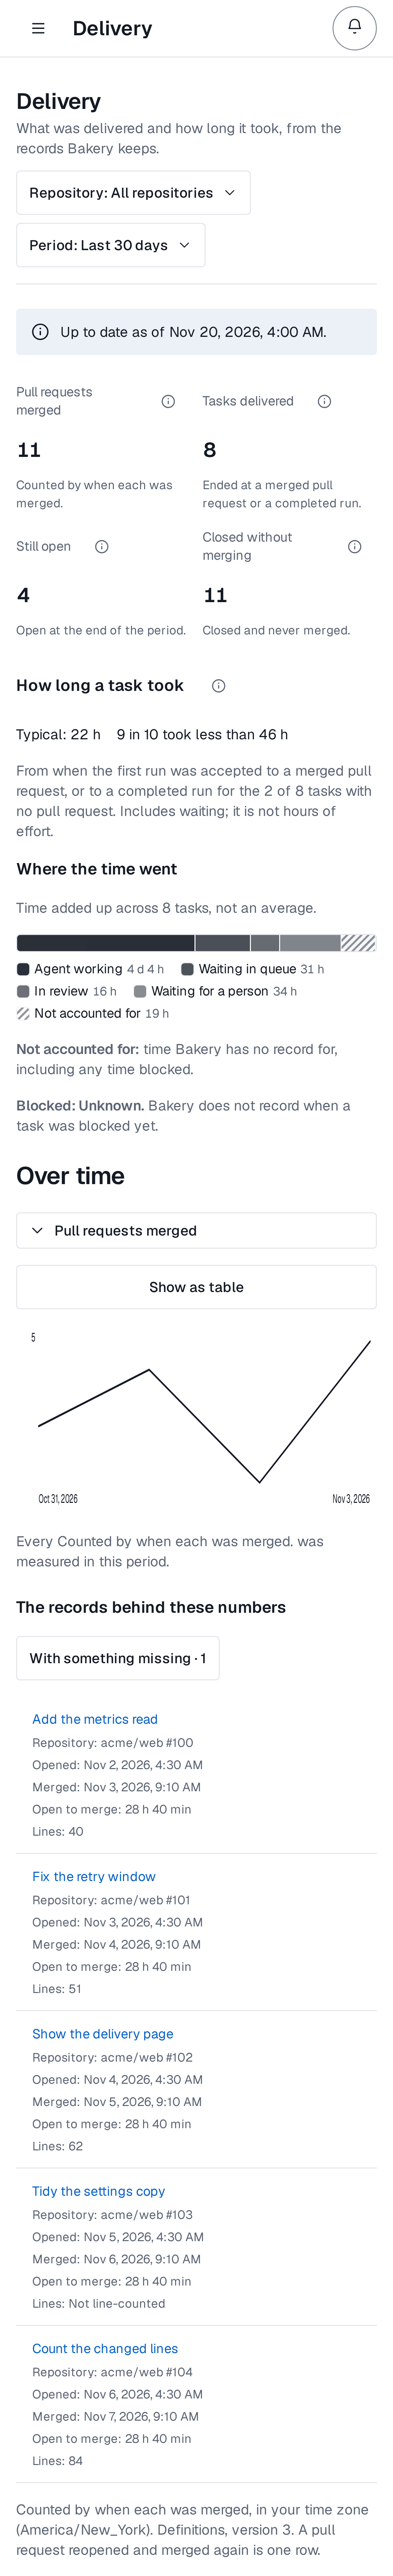 Delivery
Delivery
What was delivered and how long it took, from the
records Bakery keeps.
Repository: All repositories
Period: Last 30 days
Up to date as of Nov 20, 2026, 4:00 AM.
Pull requests
merged
11
Counted by when each was
merged.
Tasks delivered
8
Ended at a merged pull
request or a completed run.
Still open
4
Open at the end of the period.
Closed without
merging
11
Closed and never merged.
How long a task took
Typical: 22 h 9 in 10 took less than 46 h
From when the first run was accepted to a merged pull
request, or to a completed run for the 2 of 8 tasks with
no pull request. Includes waiting; it is not hours of
effort.
Where the time went
Time added up across 8 tasks, not an average.
Agent working 4 d 4 h Waiting in queue 31 h
In review 16 h Waiting for a person 34 h
Not accounted for 19 h
Not accounted for: time Bakery has no record for,
including any time blocked.
Blocked: Unknown. Bakery does not record when a
task was blocked yet.
Over time
Pull requests merged
Show as table
5
Oct 31, 2026 Nov 3, 2026
Every Counted by when each was merged. was
measured in this period.
The records behind these numbers
With something missing · 1
Add the metrics read
Repository: acme/web #100
Opened: Nov 2, 2026, 4:30 AM
Merged: Nov 3, 2026, 9:10 AM
Open to merge: 28 h 40 min
Lines: 40
Fix the retry window
Repository: acme/web #101
Opened: Nov 3, 2026, 4:30 AM
Merged: Nov 4, 2026, 9:10 AM
Open to merge: 28 h 40 min
Lines: 51
Show the delivery page
Repository: acme/web #102
Opened: Nov 4, 2026, 4:30 AM
Merged: Nov 5, 2026, 9:10 AM
Open to merge: 28 h 40 min
Lines: 62
Tidy the settings copy
Repository: acme/web #103
Opened: Nov 5, 2026, 4:30 AM
Merged: Nov 6, 2026, 9:10 AM
Open to merge: 28 h 40 min
Lines: Not line-counted
Count the changed lines
Repository: acme/web #104
Opened: Nov 6, 2026, 4:30 AM
Merged: Nov 7, 2026, 9:10 AM
Open to merge: 28 h 40 min
Lines: 84
Counted by when each was merged, in your time zone
(America/New_York). Definitions, version 3. A pull
request reopened and merged again is one row.